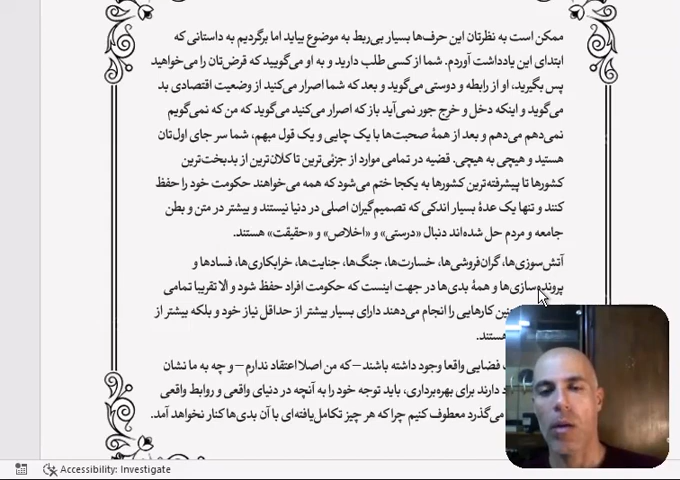 ممکن است به نظرتان این حرف‌ها بسیار بی‌ربط به موضوع بیاید اما برگردیم به داستانی که
ابتدای این یادداشت آوردم. شما از کسی طلب دارید و به او می‌گویید که قرض‌تان را می‌خواهید
پس بگیرید، او از رابطه و دوستی می‌گوید و بعد که شما اصرار می‌کنید از وضعیت اقتصادی بد
می‌گوید و اینکه دخل و خرج جور نمی‌آید باز که اصرار می‌کنید می‌گوید که من که نمی‌گویم
نمی‌دهم می‌دهم و بعد از همهٔ صحبت‌ها با یک چایی و یک قول مبهم، شما سر جای اول‌تان
هستید و هیچی به هیچی. قضیه در تمامی موارد از جزئی‌ترین تا کلان‌ترین از بدبخت‌ترین
کشورها تا پیشرفته‌ترین کشورها به یکجا ختم می‌شود که همه می‌خواهند حکومت خود را حفظ
کنند و تنها یک عدهٔ بسیار اندکی که تصمیم‌گیران اصلی در دنیا نیستند و بیشتر در متن و بطن
جامعه و مردم حل شده‌اند دنبال «درستی» و «اخلاص» و «حقیقت» هستند.
آتش‌سوزی‌ها، گران‌فروشی‌ها، خسارت‌ها، جنگ‌ها، جنایت‌ها، خرابکاری‌ها، فسادها و
پرونده‌سازی‌ها و همهٔ بدی‌ها در جهت اینست که حکومت افراد حفظ شود و الا تقریبا تمامی
چنین کارهایی را انجام می‌دهند دارای بسیار بیشتر از حداقل نیاز خود و بلکه بیشتر از
هستند.
فضایی واقعا وجود داشته باشند – که من اصلا اعتقاد ندارم – و چه به ما نشان
دارند برای بهره‌برداری، باید توجه خود را به آنچه در دنیای واقعی و روابط واقعی
می‌گذرد معطوف کنیم چرا که هر چیز تکامل‌یافته‌ای با آن بدی‌ها کنار نخواهد آمد.
Accessibility: Investigate